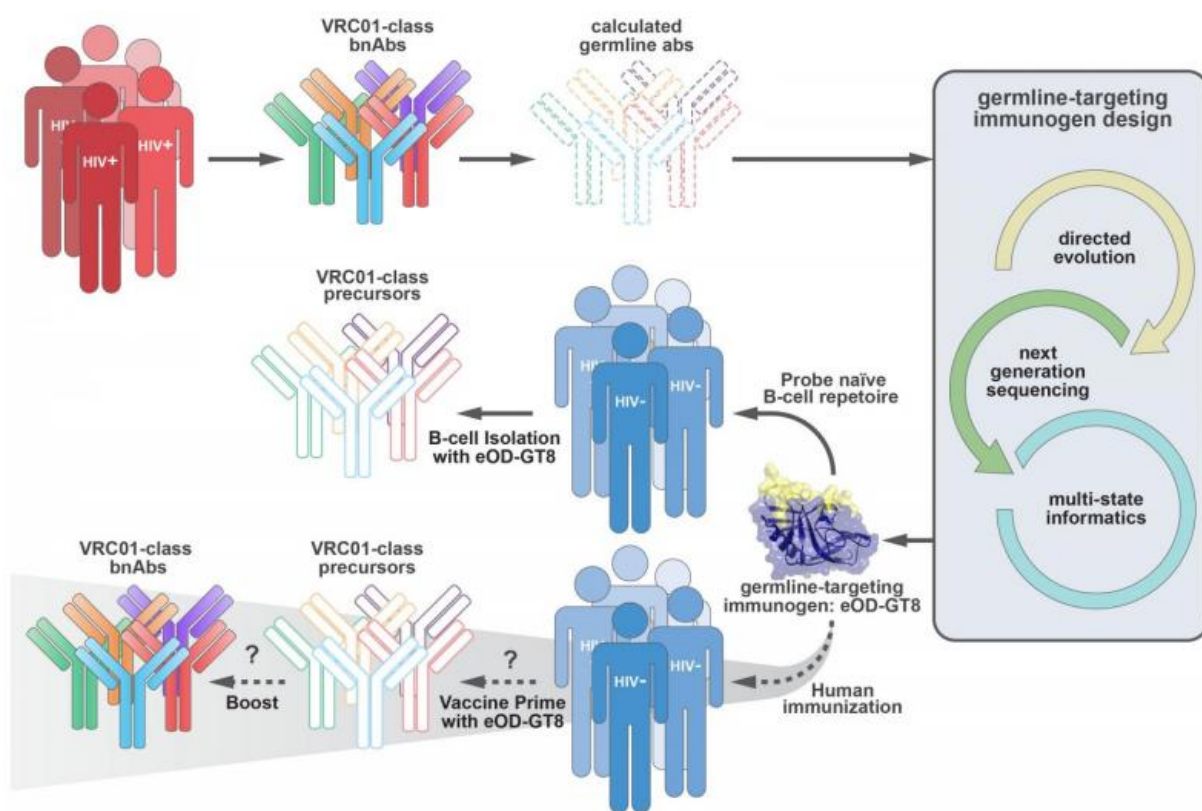 VRC01-class
bnAbs
calculated
germline abs
HIV+
HIV+
germline-targeting
immunogen design
directed
evolution
next
generation
sequencing
multi-state
informatics
VRC01-class
precursors
HIV-
HIV-
Probe naïve
B-cell repetoire
B-cell Isolation
with eOD-GT8
germline-targeting
immunogen: eOD-GT8
VRC01-class
bnAbs
VRC01-class
precursors
HIV-
HIV-
?
Boost
?
Vaccine Prime
with eOD-GT8
Human
immunization